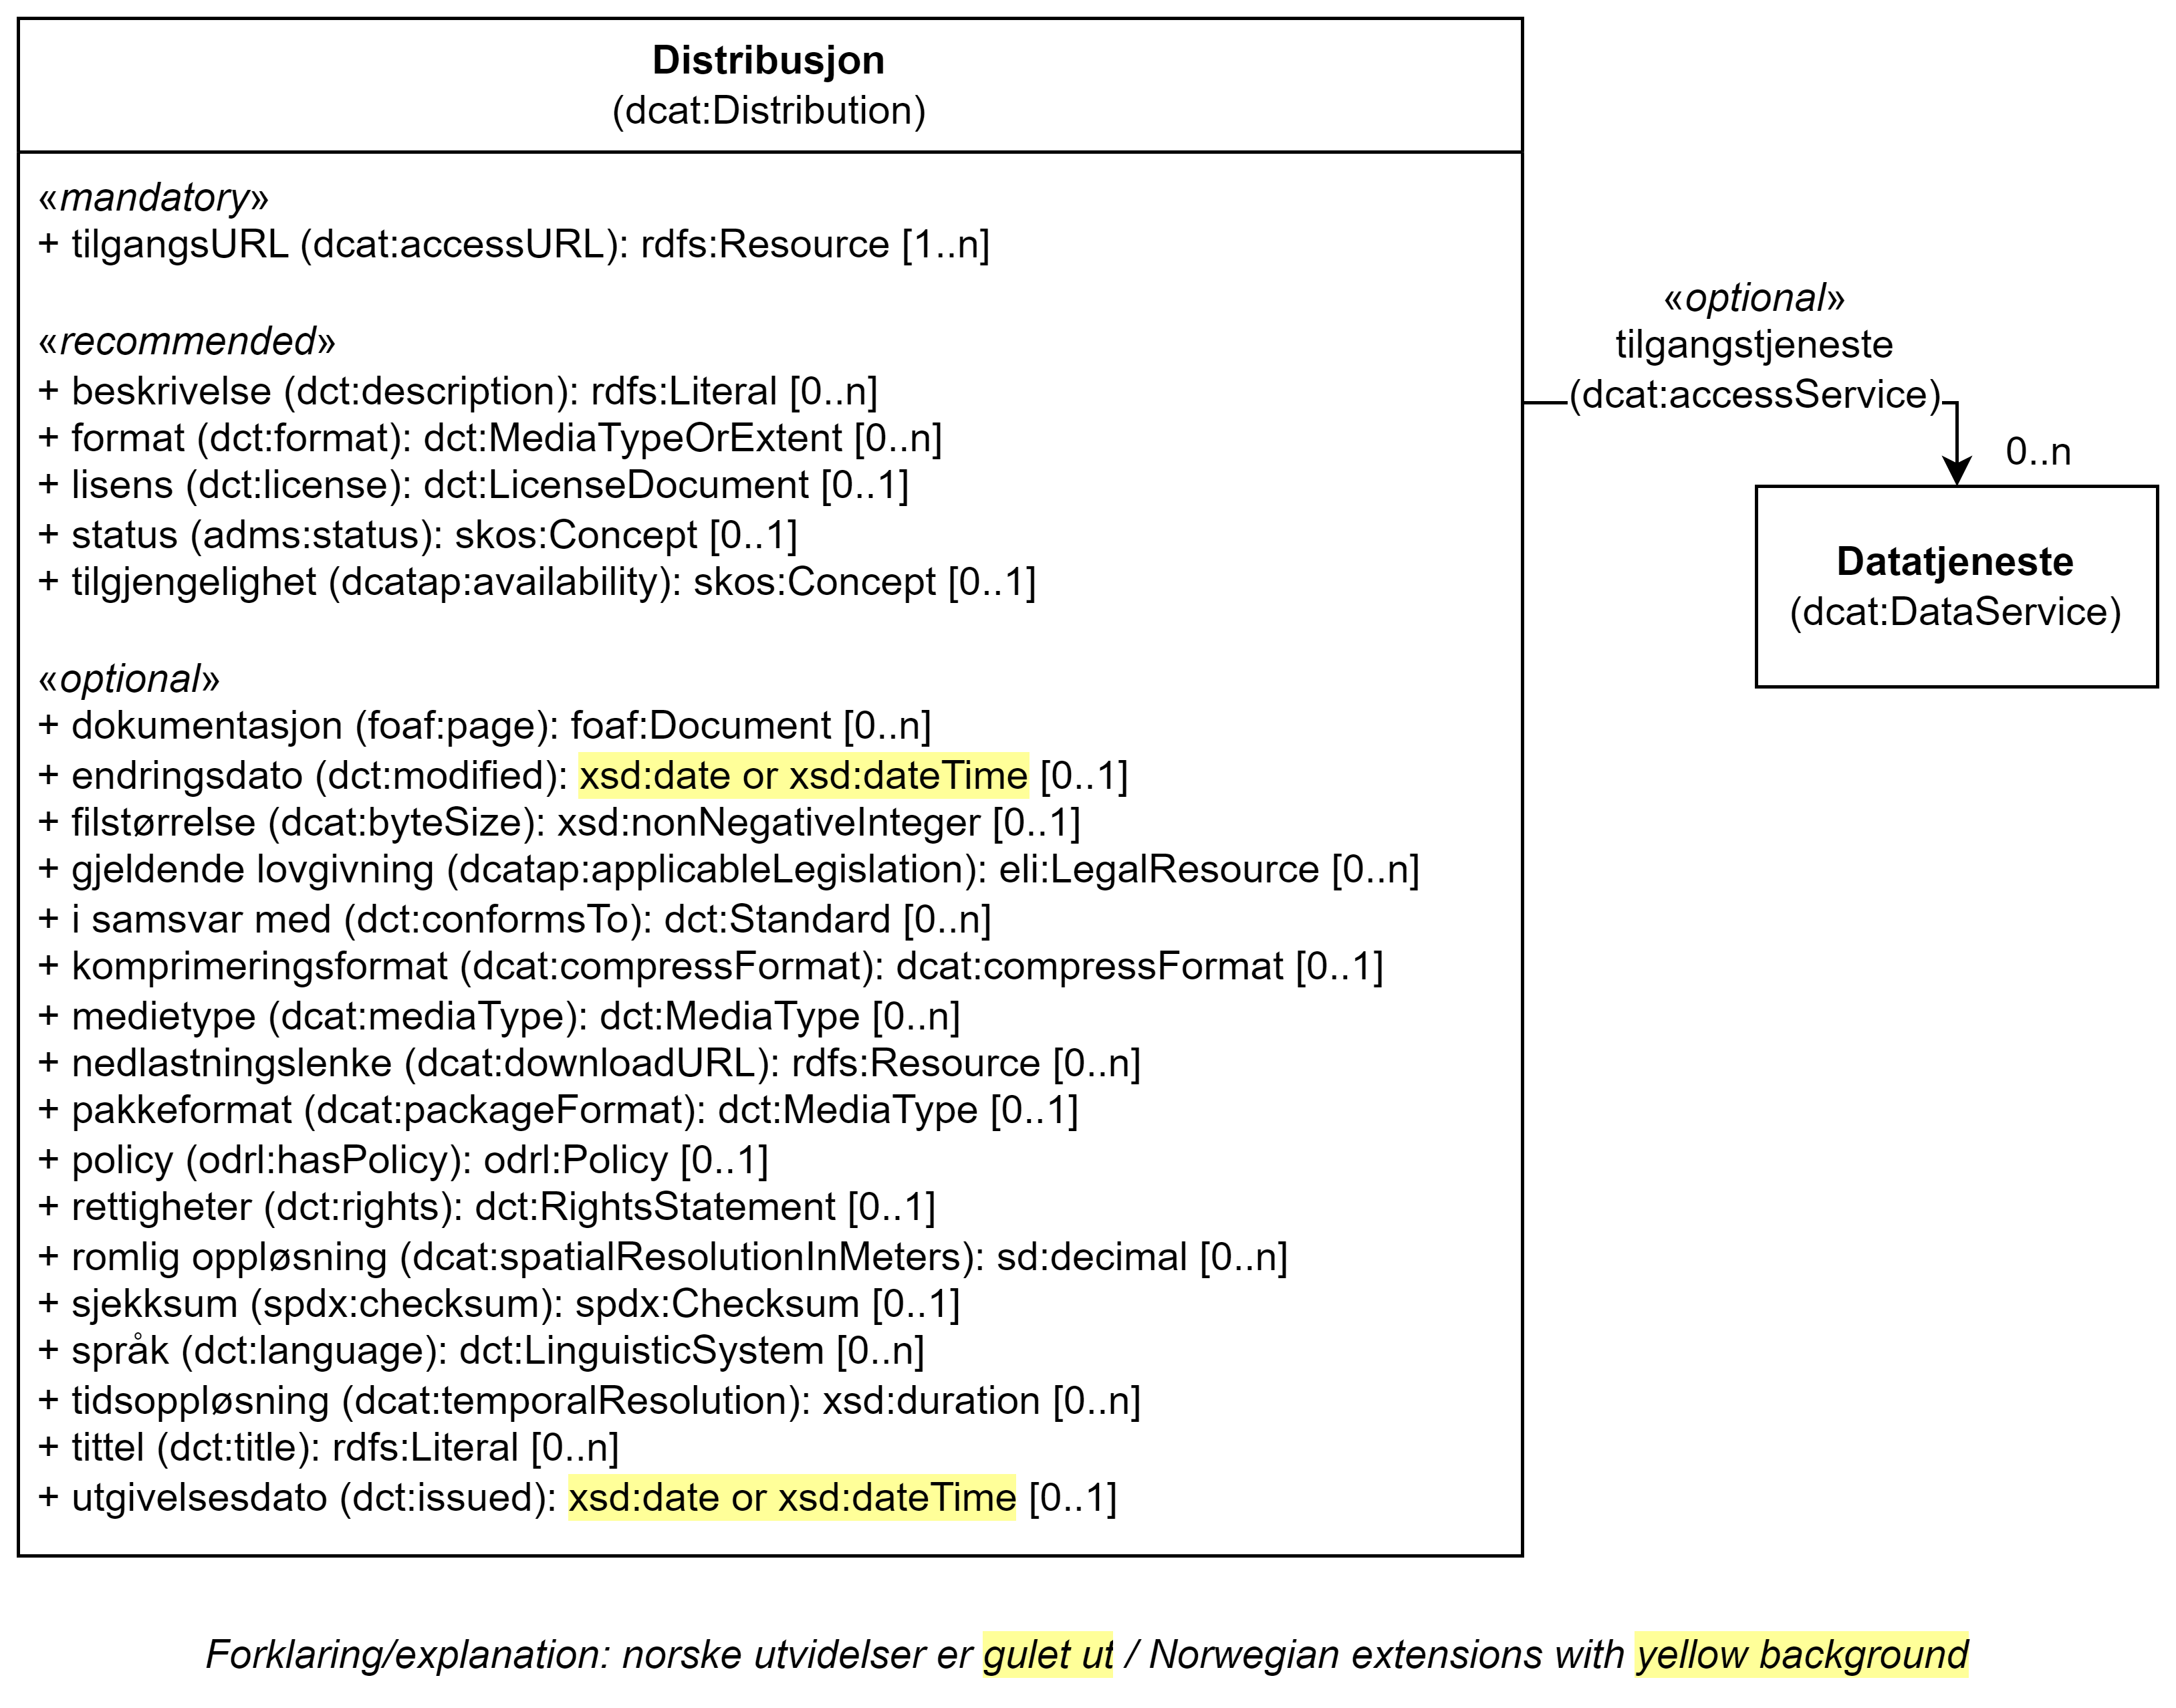 Distribusjon
(dcat:Distribution)
«mandatory»
+ tilgangsURL (dcat:accessURL): rdfs:Resource [1..n]
«recommended»
+ beskrivelse (dct:description): rdfs:Literal [0..n]
+ format (dct:format): dct:MediaTypeOrExtent [0..n]
+ lisens (dct:license): dct:LicenseDocument [0..1]
+ status (adms:status): skos:Concept [0..1]
+ tilgjengelighet (dcatap:availability): skos:Concept [0..1]
«optional»
+ dokumentasjon (foaf:page): foaf:Document [0..n]
+ endringsdato (dct:modified): xsd:date or xsd:dateTime [0..1]
+ filstørrelse (dcat:byteSize): xsd:nonNegativeInteger [0..1]
+ gjeldende lovgivning (dcatap:applicableLegislation): eli:LegalResource [0..n]
+ i samsvar med (dct:conformsTo): dct:Standard [0..n]
+ komprimeringsformat (dcat:compressFormat): dcat:compressFormat [0..1]
+ medietype (dcat:mediaType): dct:MediaType [0..n]
+ nedlastningslenke (dcat:downloadURL): rdfs:Resource [0..n]
+ pakkeformat (dcat:packageFormat): dct:MediaType [0..1]
+ policy (odrl:hasPolicy): odrl:Policy [0..1]
+ rettigheter (dct:rights): dct:RightsStatement [0..1]
+ romlig oppløsning (dcat:spatialResolutionInMeters): sd:decimal [0..n]
+ sjekksum (spdx:checksum): spdx:Checksum [0..1]
+ språk (dct:language): dct:LinguisticSystem [0..n]
+ tidsoppløsning (dcat:temporalResolution): xsd:duration [0..n]
+ tittel (dct:title): rdfs:Literal [0..n]
+ utgivelsesdato (dct:issued): xsd:date or xsd:dateTime [0..1]
«optional»
tilgangstjeneste
(dcat:accessService)
0..n
Datatjeneste
(dcat:DataService)
Forklaring/explanation: norske utvidelser er gulet ut / Norwegian extensions with yellow background